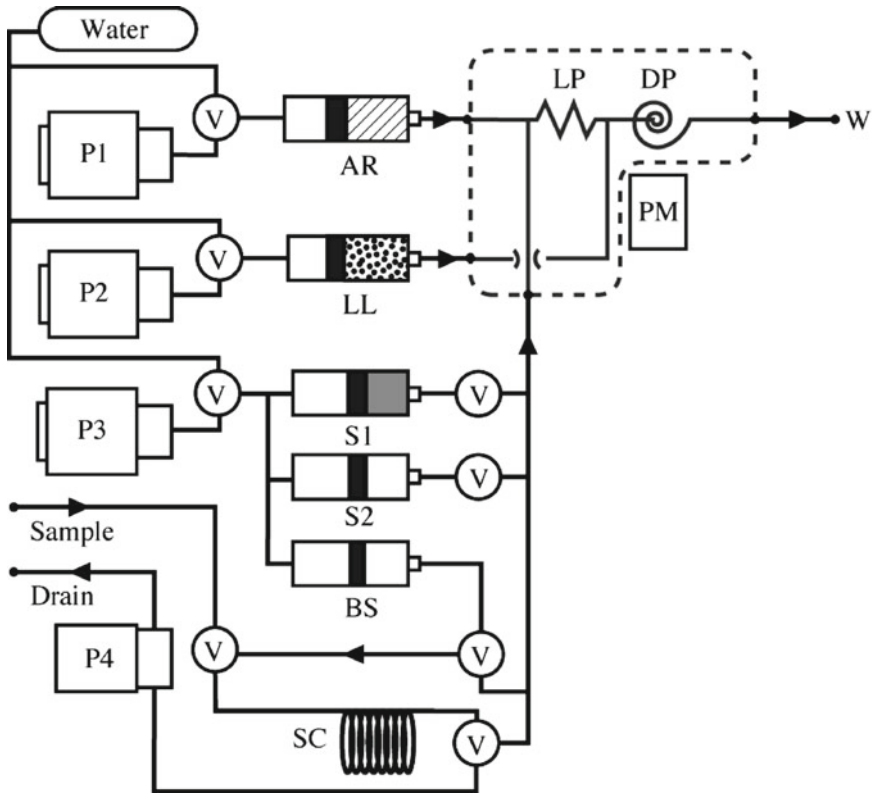 Water
LP
DP
V
W
P1
AR
PM
V
P2
LL
V
V
P3
S1
V
S2
Sample
BS
Drain
V
V
P4
SC
V